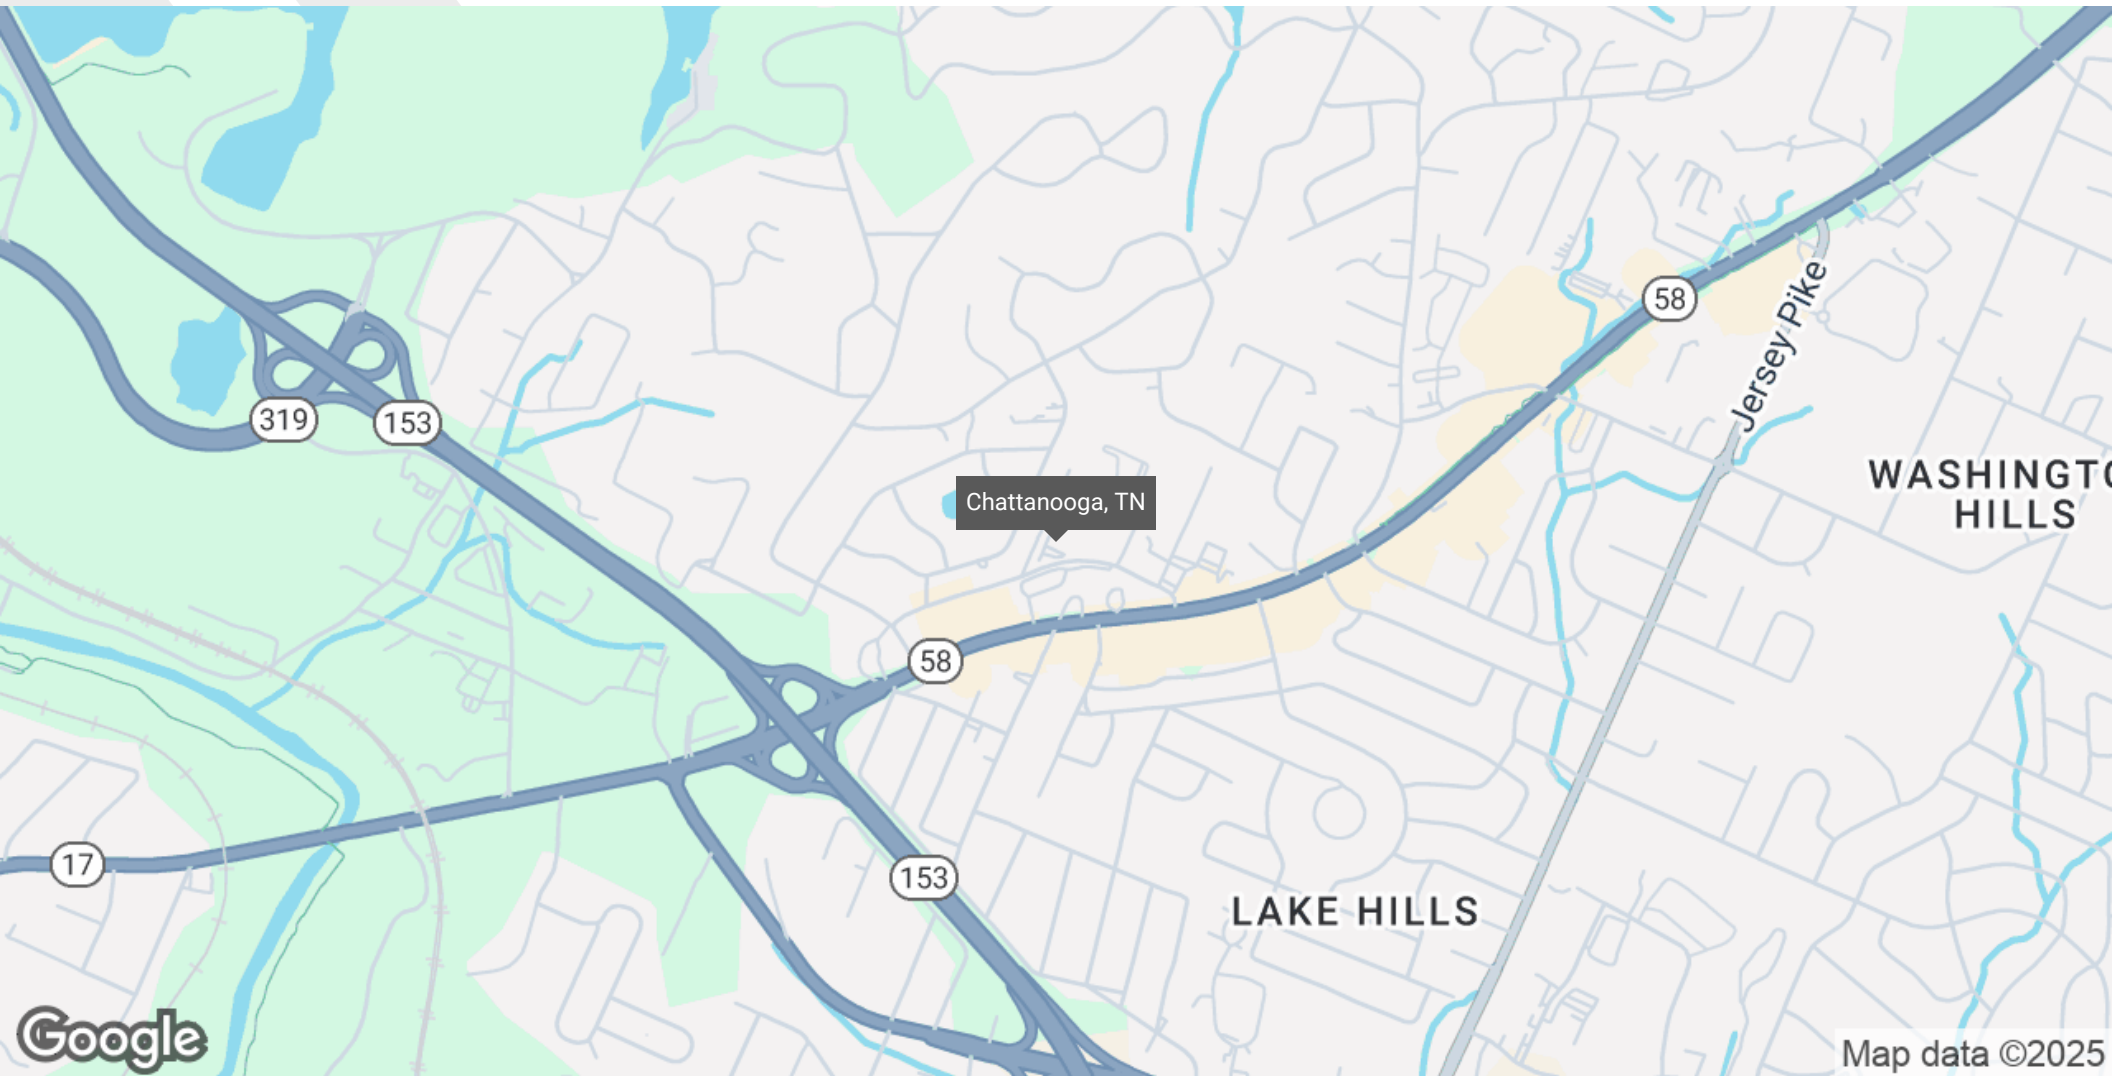 58
Jersey Pike
319
153
WASHINGTO
HILLS
Chattanooga, TN
58
17
153
LAKE HILLS
Google
Map data ©2025